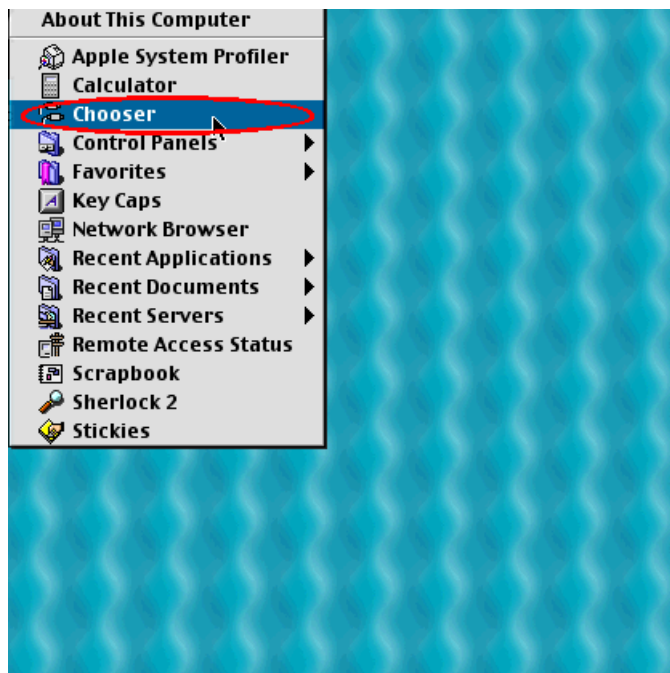 About This Computer
Apple System Profiler
Calculator
Chooser
Control Panels
Favorites
Key Caps
Network Browser
Recent Applications
Recent Documents
Recent Servers
Remote Access Status
Scrapbook
Sherlock 2
Stickies